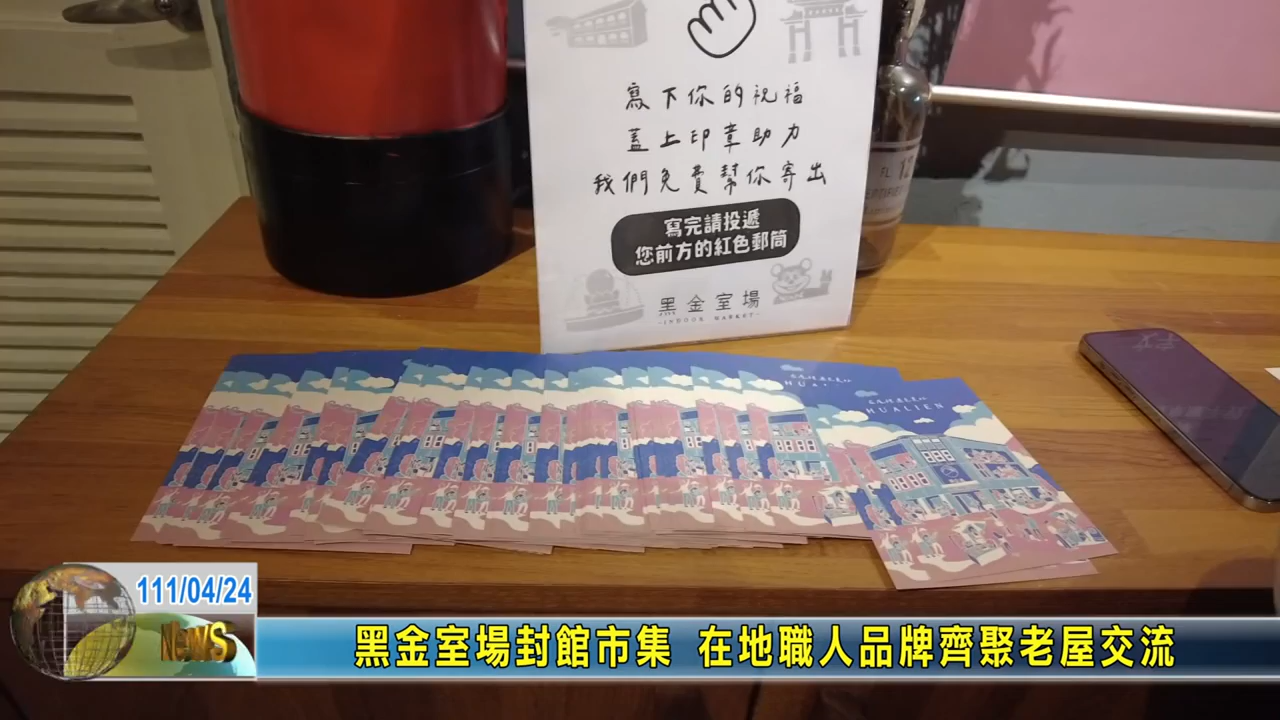 寫下你的祝福
蓋上印章助力
我們免費幫你寄出
寫完請投遞
您前方的紅色郵筒
黑金室場
-INDOOR MARKET-
FL 12
HUALIEN
111/04/24
NEWS
黑金室場封館市集 在地職人品牌齊聚老屋交流